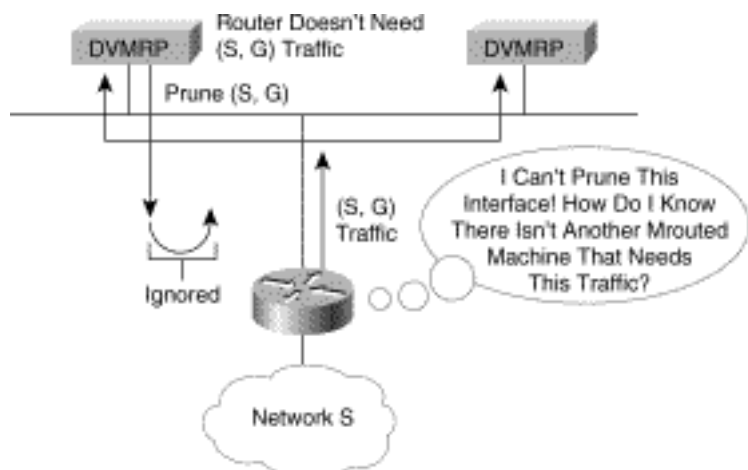 Router Doesn't Need
(S, G) Traffic
DVMRP
DVMRP
Prune (S, G)
(S, G)
Traffic
I Can't Prune This
Interface! How Do I Know
There Isn't Another Mrouted
Machine That Needs
This Traffic?
Ignored
Network S